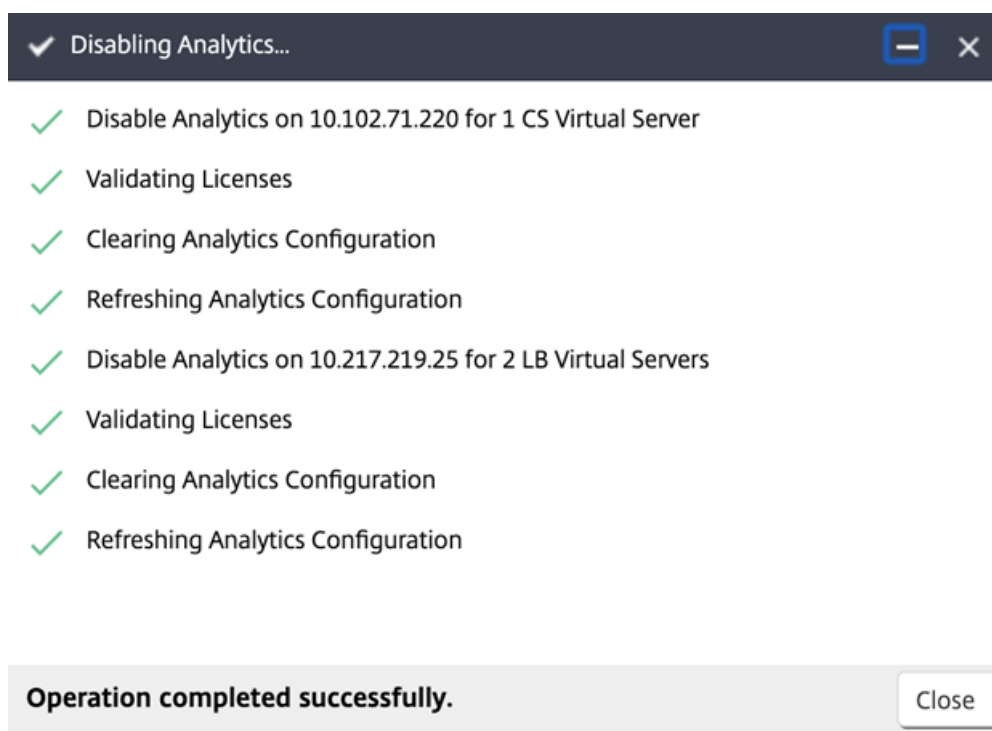 Disabling Analytics...
Disable Analytics on 10.102.71.220 for 1 CS Virtual Server
Validating Licenses
Clearing Analytics Configuration
Refreshing Analytics Configuration
Disable Analytics on 10.217.219.25 for 2 LB Virtual Servers
Validating Licenses
Clearing Analytics Configuration
Refreshing Analytics Configuration
Operation completed successfully.
Close